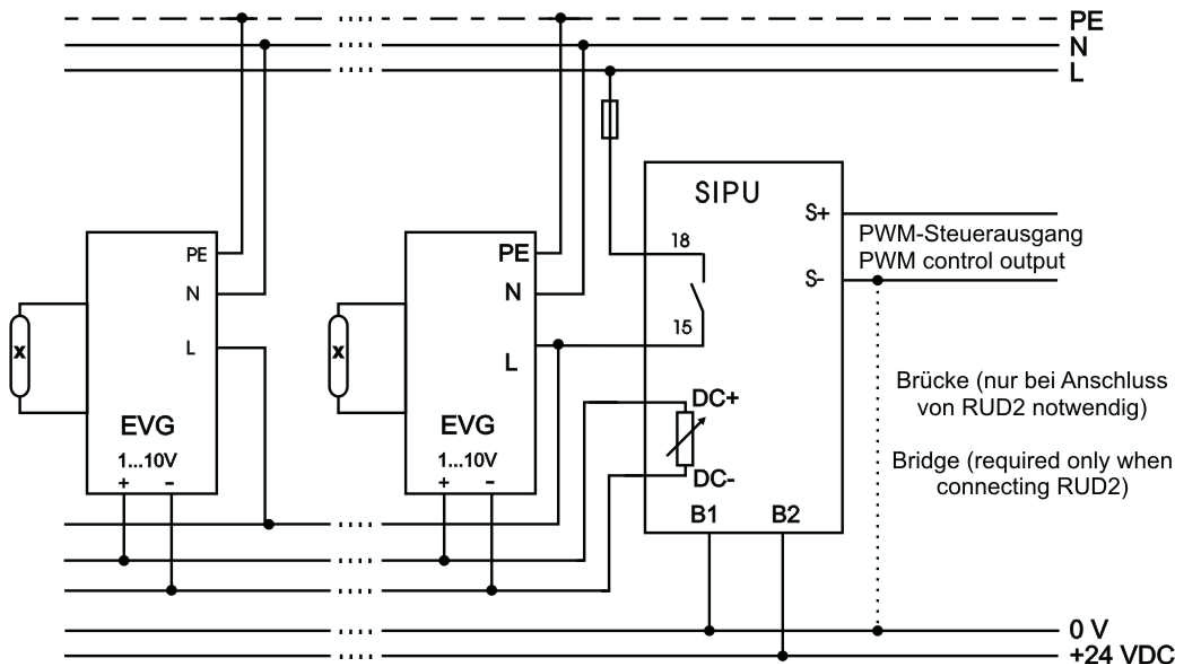 PE
N
L
SIPU
S+
18
PWM-Steuerausgang
PWM control output
PE
PE
N
N
S-
15
L
L
x
x
Brücke (nur bei Anschluss
von RUD2 notwendig)
DC+
EVG
EVG
1...10V
1...10V
Bridge (required only when
connecting RUD2)
DC-
+ −
+ −
B1
B2
0 V
+24 VDC